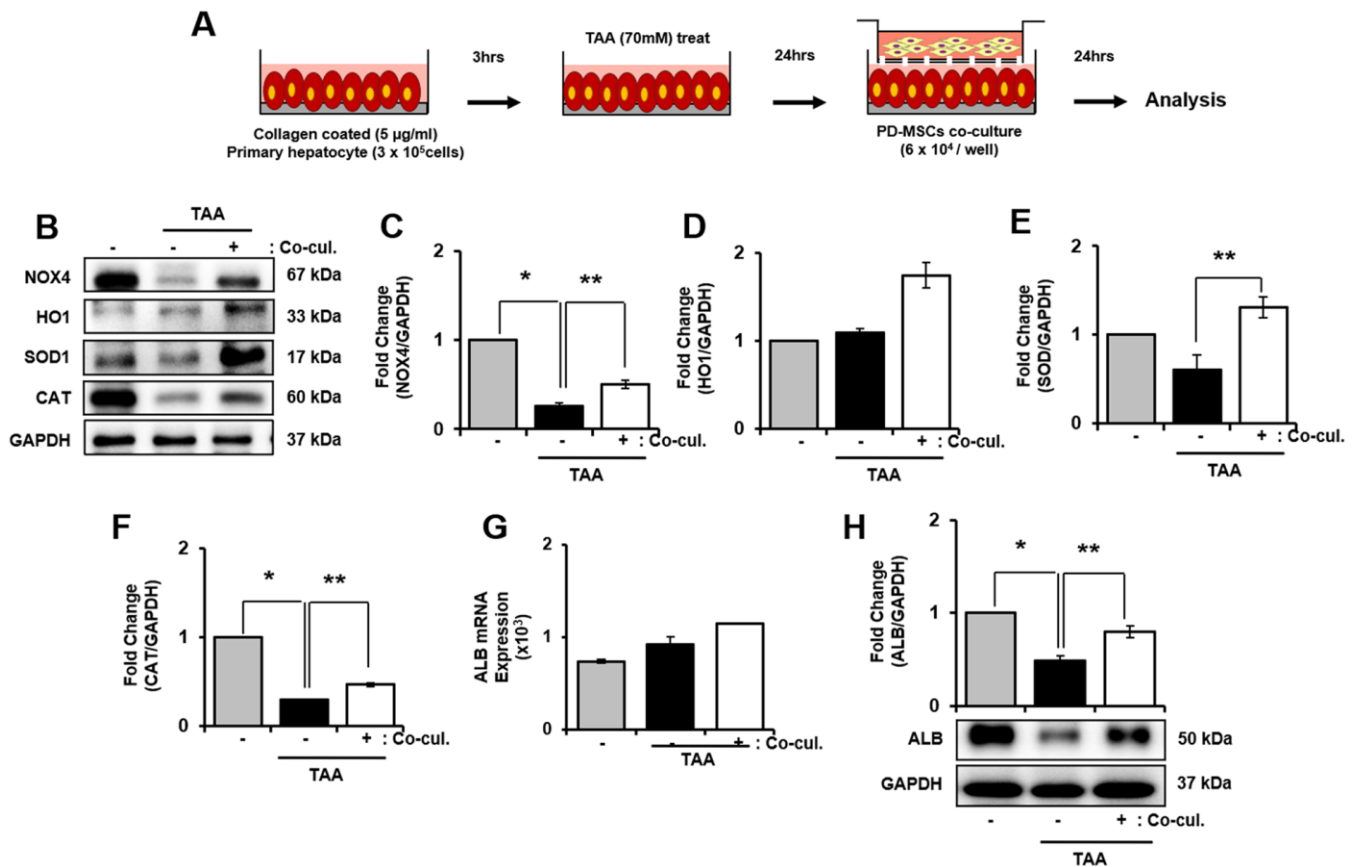 A
3hrs
TAA (70mM) treat
24hrs
24hrs
Analysis
Collagen coated (5 µg/ml)
Primary hepatocyte (3 x 10⁵cells)
PD-MSCs co-culture
(6 x 10⁴ / well)
B
TAA
- - + : Co-cul.
NOX4 67 kDa
HO1 33 kDa
SOD1 17 kDa
CAT 60 kDa
GAPDH 37 kDa
C
Fold Change
(NOX4/GAPDH)
2
1
0
* **
- - + : Co-cul.
TAA
D
Fold Change
(HO1/GAPDH)
2
1
0
- - + : Co-cul.
TAA
E
Fold Change
(SOD/GAPDH)
2
1
0
**
- - + : Co-cul.
TAA
F
Fold Change
(CAT/GAPDH)
2
1
0
* **
- - + : Co-cul.
TAA
G
ALB mRNA
Expression
(x10³)
2
1
0
- - + : Co-cul.
TAA
H
Fold Change
(ALB/GAPDH)
2
1
0
* **
ALB 50 kDa
GAPDH 37 kDa
- - + : Co-cul.
TAA